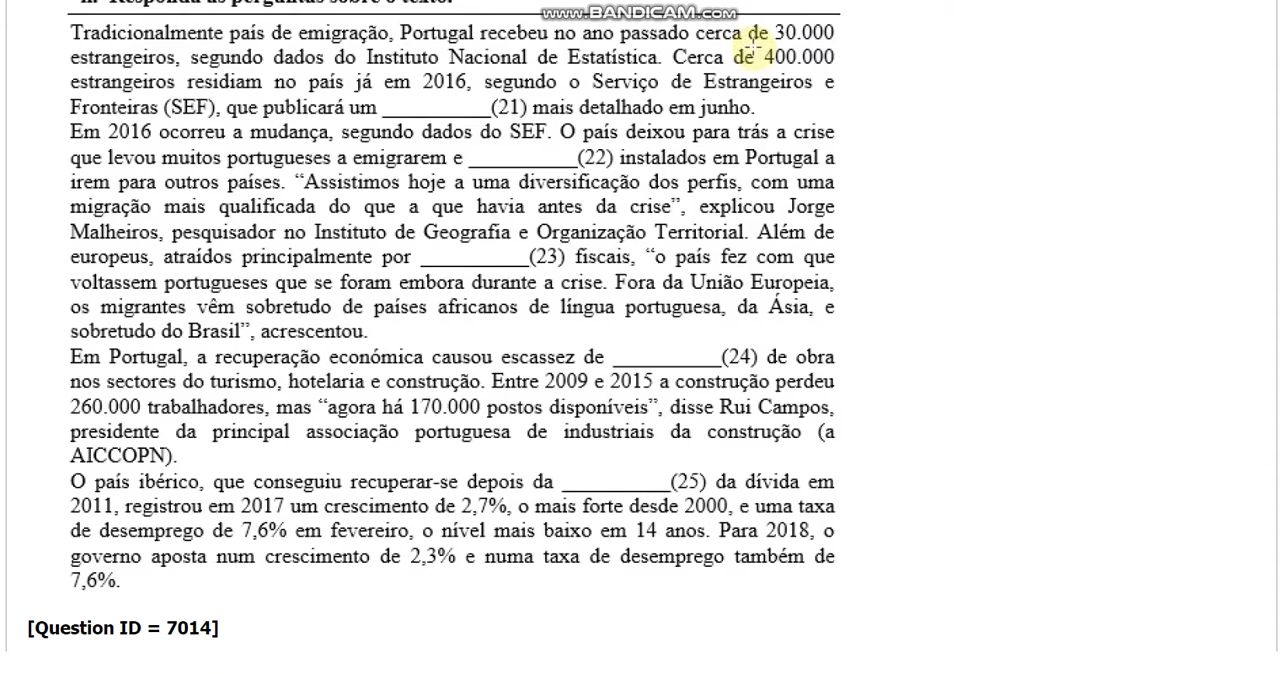 www.BANDICAM.com
II. Responda as perguntas sobre o texto.
Tradicionalmente país de emigração, Portugal recebeu no ano passado cerca de 30.000
estrangeiros, segundo dados do Instituto Nacional de Estatística. Cerca de 400.000
estrangeiros residiam no país já em 2016, segundo o Serviço de Estrangeiros e
Fronteiras (SEF), que publicará um __________(21) mais detalhado em junho.
Em 2016 ocorreu a mudança, segundo dados do SEF. O país deixou para trás a crise
que levou muitos portugueses a emigrarem e __________(22) instalados em Portugal a
irem para outros países. “Assistimos hoje a uma diversificação dos perfis, com uma
migração mais qualificada do que a que havia antes da crise”, explicou Jorge
Malheiros, pesquisador no Instituto de Geografia e Organização Territorial. Além de
europeus, atraídos principalmente por __________(23) fiscais, “o país fez com que
voltassem portugueses que se foram embora durante a crise. Fora da União Europeia,
os migrantes vêm sobretudo de países africanos de língua portuguesa, da Ásia, e
sobretudo do Brasil”, acrescentou.
Em Portugal, a recuperação económica causou escassez de __________(24) de obra
nos sectores do turismo, hotelaria e construção. Entre 2009 e 2015 a construção perdeu
260.000 trabalhadores, mas “agora há 170.000 postos disponíveis”, disse Rui Campos,
presidente da principal associação portuguesa de industriais da construção (a
AICCOPN).
O país ibérico, que conseguiu recuperar-se depois da __________(25) da dívida em
2011, registrou em 2017 um crescimento de 2,7%, o mais forte desde 2000, e uma taxa
de desemprego de 7,6% em fevereiro, o nível mais baixo em 14 anos. Para 2018, o
governo aposta num crescimento de 2,3% e numa taxa de desemprego também de
7,6%.
[Question ID = 7014]